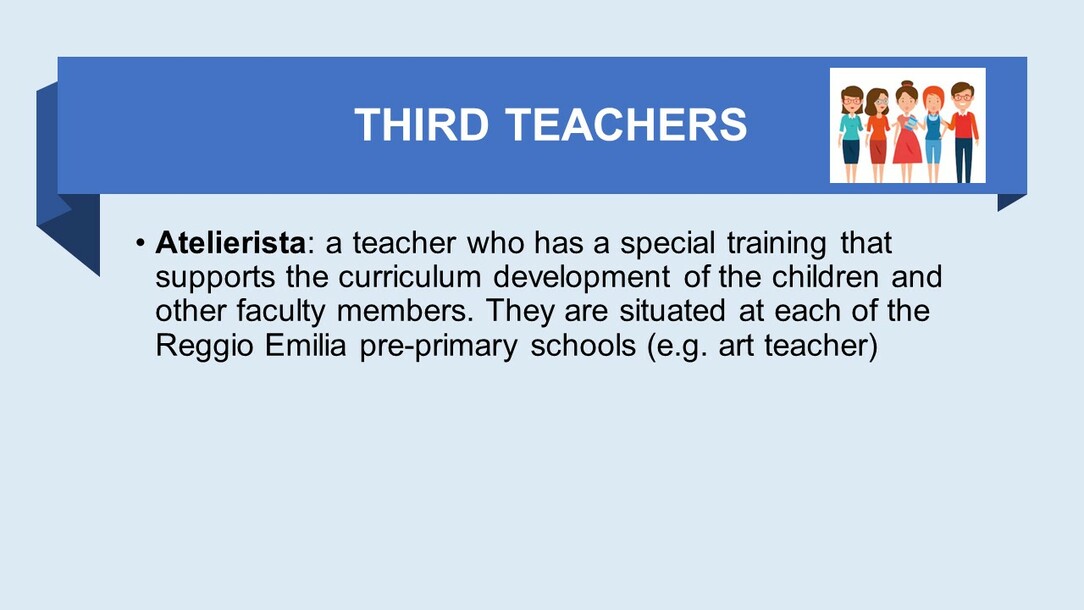 THIRD TEACHERS
• Atelierista: a teacher who has a special training that
supports the curriculum development of the children and
other faculty members. They are situated at each of the
Reggio Emilia pre-primary schools (e.g. art teacher)